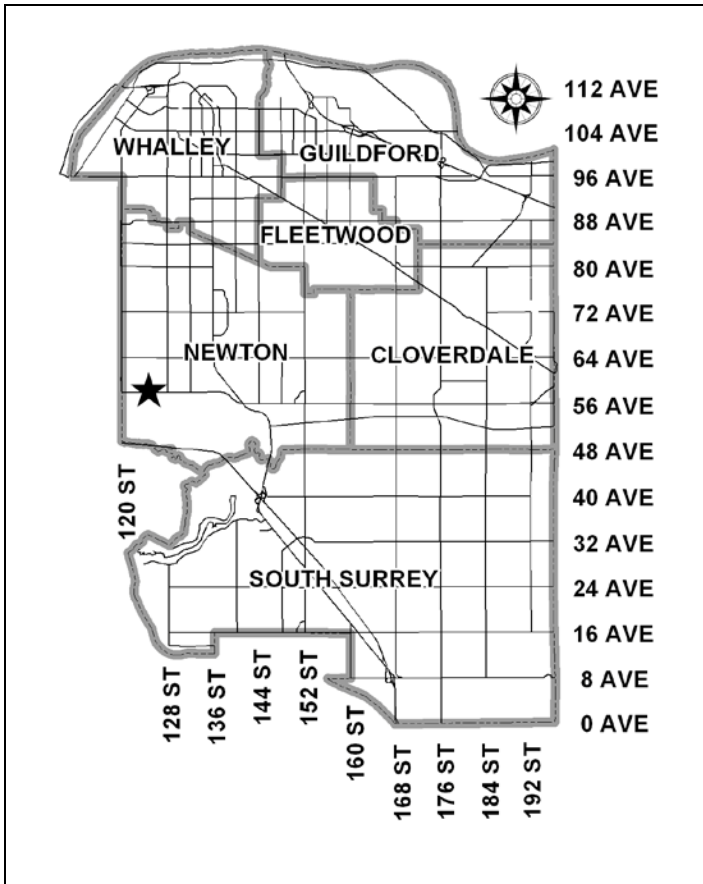 112 AVE
104 AVE
WHALLEY
GUILDFORD
96 AVE
88 AVE
FLEETWOOD
80 AVE
72 AVE
NEWTON
CLOVERDALE
64 AVE
56 AVE
48 AVE
120 ST
40 AVE
32 AVE
SOUTH SURREY
24 AVE
16 AVE
128 ST
136 ST
144 ST
152 ST
160 ST
8 AVE
0 AVE
168 ST
176 ST
184 ST
192 ST